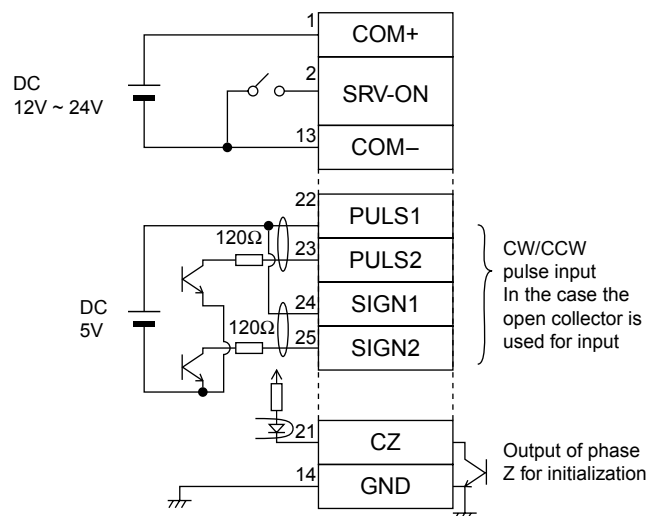 1
COM+
DC
12V ~ 24V
2
SRV-ON
13
COM–
22
PULS1
120Ω
23
PULS2
CW/CCW
pulse input
In the case the
open collector is
used for input
24
SIGN1
DC
5V
120Ω
25
SIGN2
21
CZ
Output of phase
Z for initialization
14
GND